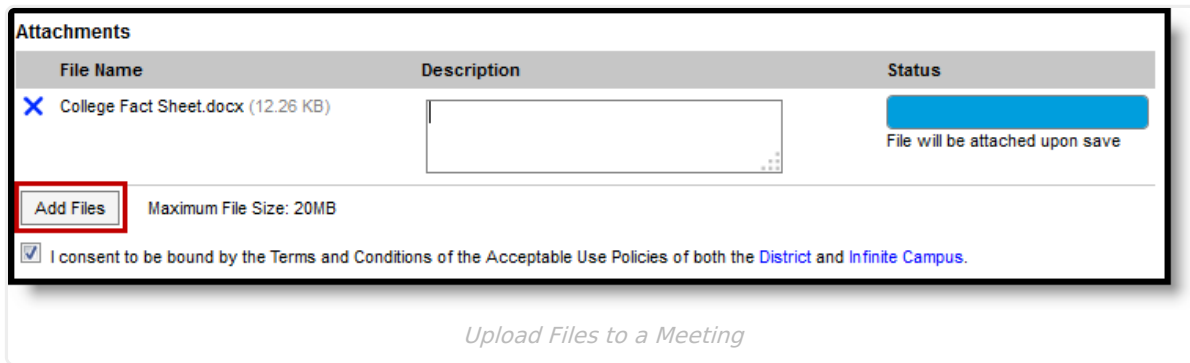 Attachments
File Name Description Status
College Fact Sheet.docx (12.26 KB)
File will be attached upon save
Add Files Maximum File Size: 20MB
I consent to be bound by the Terms and Conditions of the Acceptable Use Policies of both the District and Infinite Campus.
Upload Files to a Meeting